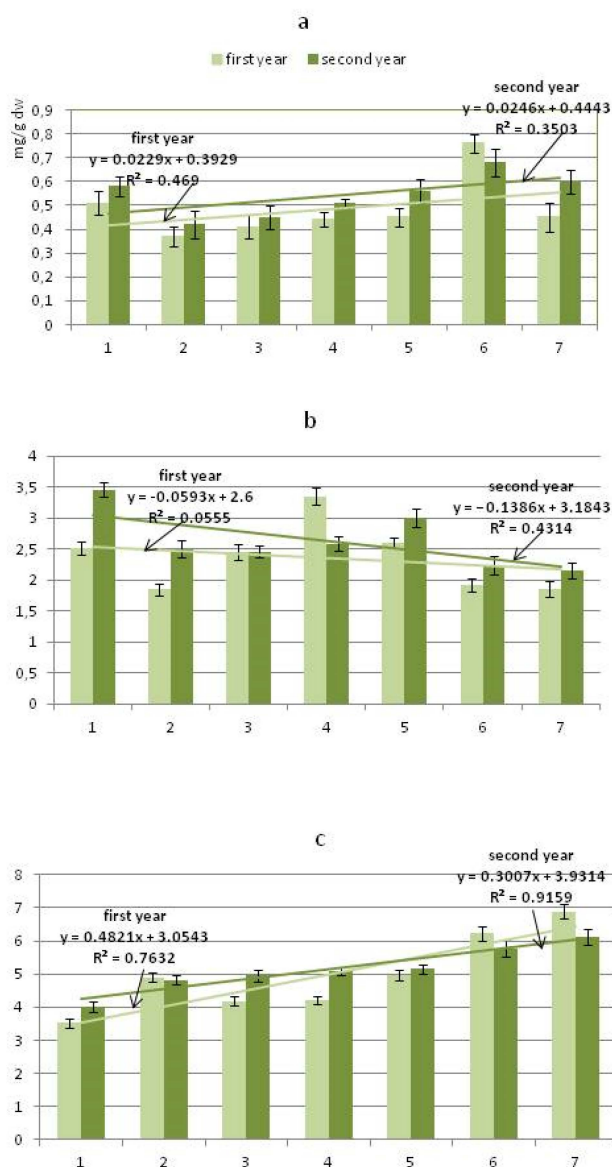 a
first year second year
mg/g dw
0,9
0,8
0,7
0,6
0,5
0,4
0,3
0,2
0,1
0
first year
y = 0.0229x + 0.3929
R² = 0.469
second year
y = 0.0246x + 0.4443
R² = 0.3503
1 2 3 4 5 6 7
b
4
3,5
3
2,5
2
1,5
1
0,5
0
first year
y = -0.0593x + 2.6
R² = 0.0555
second year
y = −0.1386x + 3.1843
R² = 0.4314
1 2 3 4 5 6 7
c
8
7
6
5
4
3
2
1
0
first year
y = 0.4821x + 3.0543
R² = 0.7632
second year
y = 0.3007x + 3.9314
R² = 0.9159
1 2 3 4 5 6 7